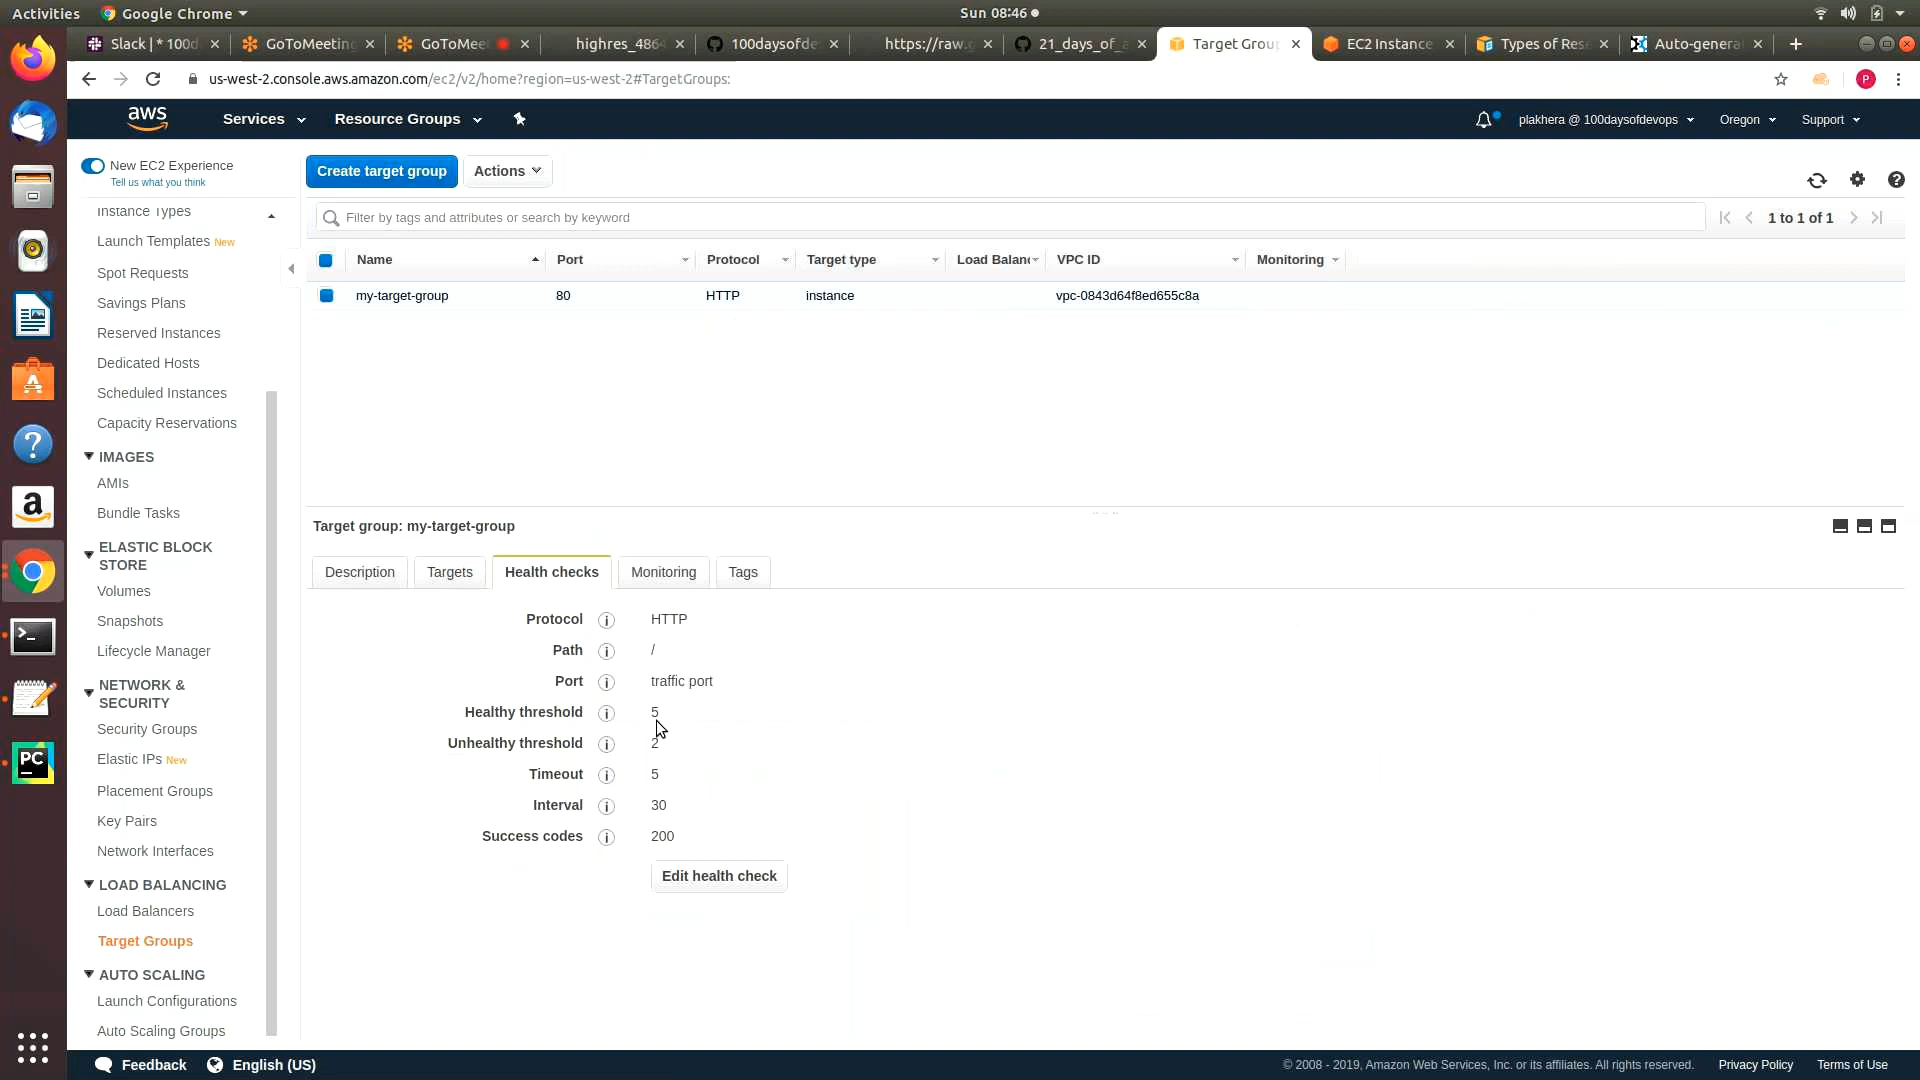 Activities
Google Chrome
Sun 08:46
Slack | * 100d
GoToMeeting
GoToMee
highres_4864
100daysofde
https://raw.g
21_days_of_a
Target Grou
EC2 Instance
Types of Res
Auto-genera
us-west-2.console.aws.amazon.com/ec2/v2/home?region=us-west-2#TargetGroups:
P
aws
Services
Resource Groups
plakhera @ 100daysofdevops
Oregon
Support
New EC2 Experience
Tell us what you think
Instance Types
Launch Templates New
Spot Requests
Savings Plans
Reserved Instances
Dedicated Hosts
Scheduled Instances
Capacity Reservations
IMAGES
AMIs
Bundle Tasks
ELASTIC BLOCK
STORE
Volumes
Snapshots
Lifecycle Manager
NETWORK &
SECURITY
Security Groups
Elastic IPs New
Placement Groups
Key Pairs
Network Interfaces
LOAD BALANCING
Load Balancers
Target Groups
AUTO SCALING
Launch Configurations
Auto Scaling Groups
Create target group
Actions
Filter by tags and attributes or search by keyword
1 to 1 of 1
Name Port Protocol Target type Load Balanc VPC ID Monitoring
my-target-group 80 HTTP instance vpc-0843d64f8ed655c8a
Target group: my-target-group
Description
Targets
Health checks
Monitoring
Tags
Protocol i HTTP
Path i /
Port i traffic port
Healthy threshold i 5
Unhealthy threshold i 2
Timeout i 5
Interval i 30
Success codes i 200
Edit health check
PC
Feedback
English (US)
© 2008 - 2019, Amazon Web Services, Inc. or its affiliates. All rights reserved.
Privacy Policy
Terms of Use